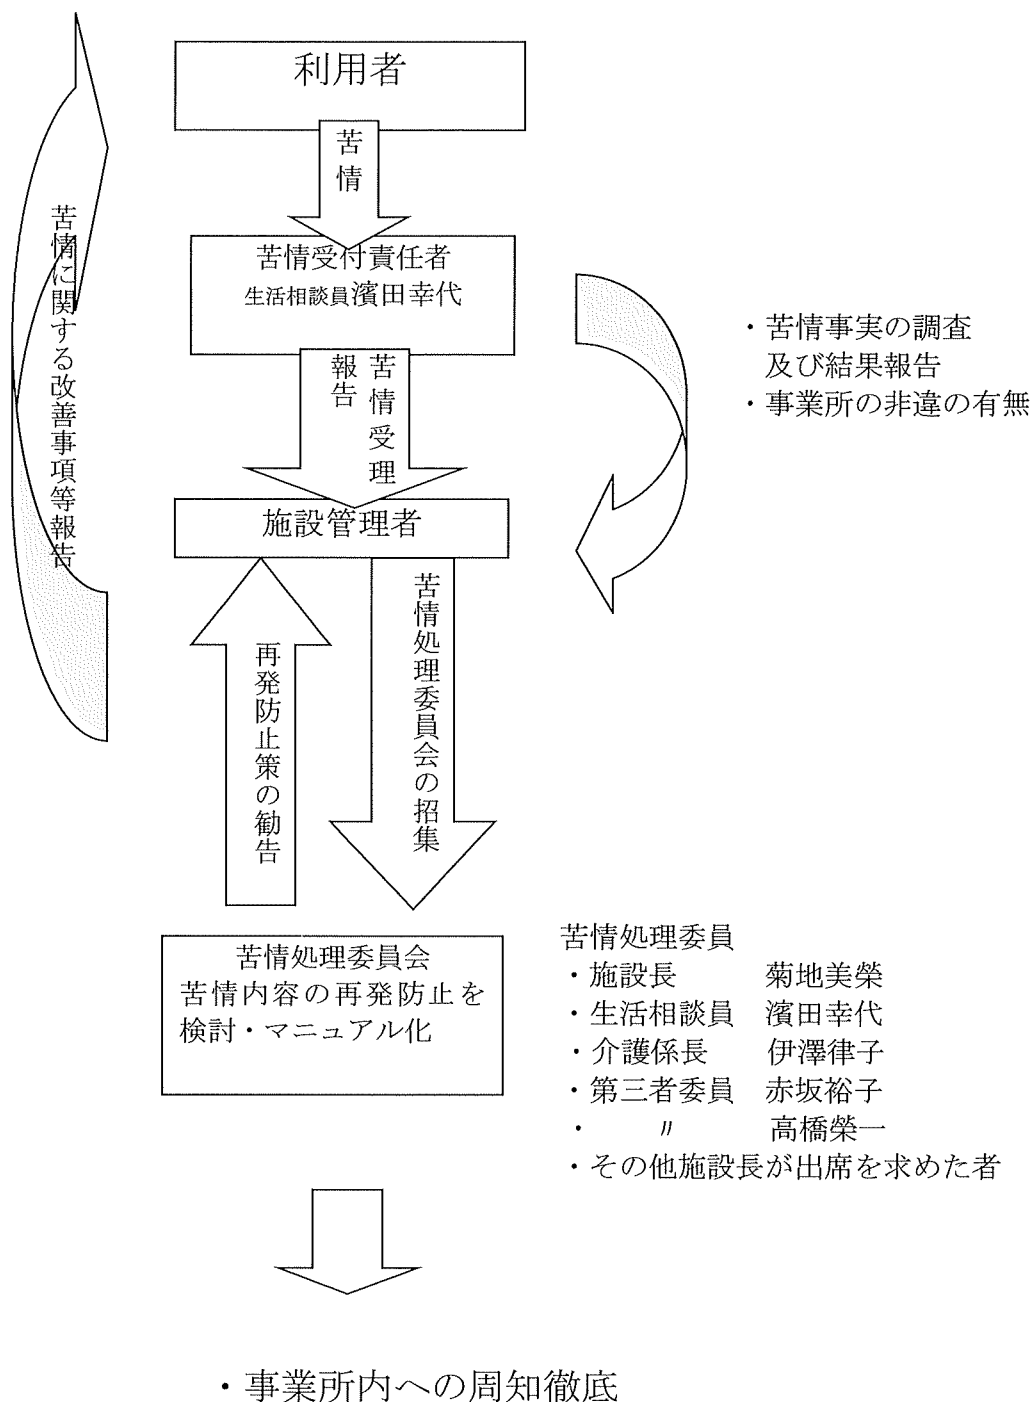 利用者
苦情
苦情受付責任者
生活相談員濱田幸代
苦情受理
報告
・苦情事実の調査
及び結果報告
・事業所の非違の有無
苦情に関する改善事項等報告
施設管理者
苦情処理委員会の招集
再発防止策の勧告
苦情処理委員会
苦情内容の再発防止を
検討・マニュアル化
苦情処理委員
・施設長 菊地美榮
・生活相談員 濱田幸代
・介護係長 伊澤律子
・第三者委員 赤坂裕子
・ 〃 高橋榮一
・その他施設長が出席を求めた者
・事業所内への周知徹底